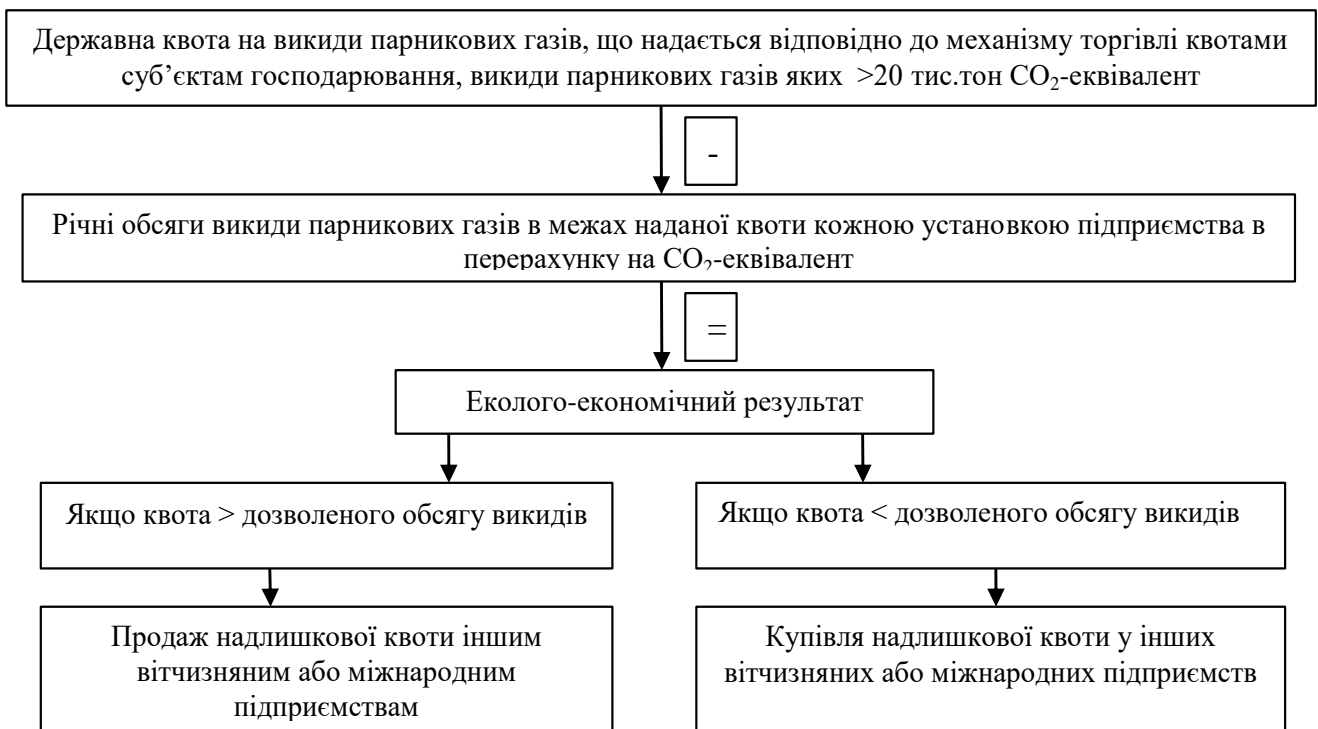 Державна квота на викиди парникових газів, що надається відповідно до механізму торгівлі квотами
суб’єктам господарювання, викиди парникових газів яких >20 тис.тон CO₂-еквівалент
-
Річні обсяги викиди парникових газів в межах наданої квоти кожною установкою підприємства в
перерахунку на CO₂-еквівалент
=
Еколого-економічний результат
Якщо квота > дозволеного обсягу викидів
Якщо квота < дозволеного обсягу викидів
Продаж надлишкової квоти іншим
вітчизняним або міжнародним
підприємствам
Купівля надлишкової квоти у інших
вітчизняних або міжнародних підприємств